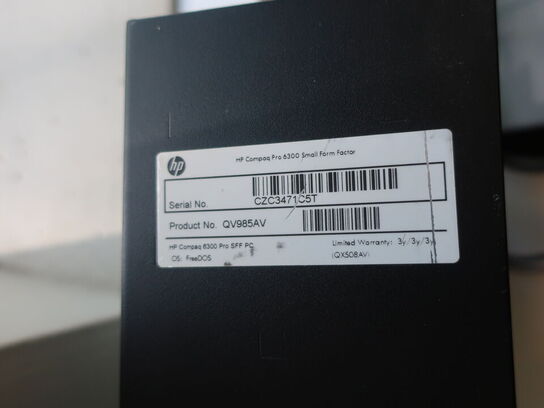 hp
HP Compaq Pro 6300 Small Form Factor
Serial No. CZC3471C5T
Product No. QV985AV
HP Compaq 6300 Pro SFF PC Limited Warranty: 3y/3y/3y
OS: FreeDOS (QX508AV)